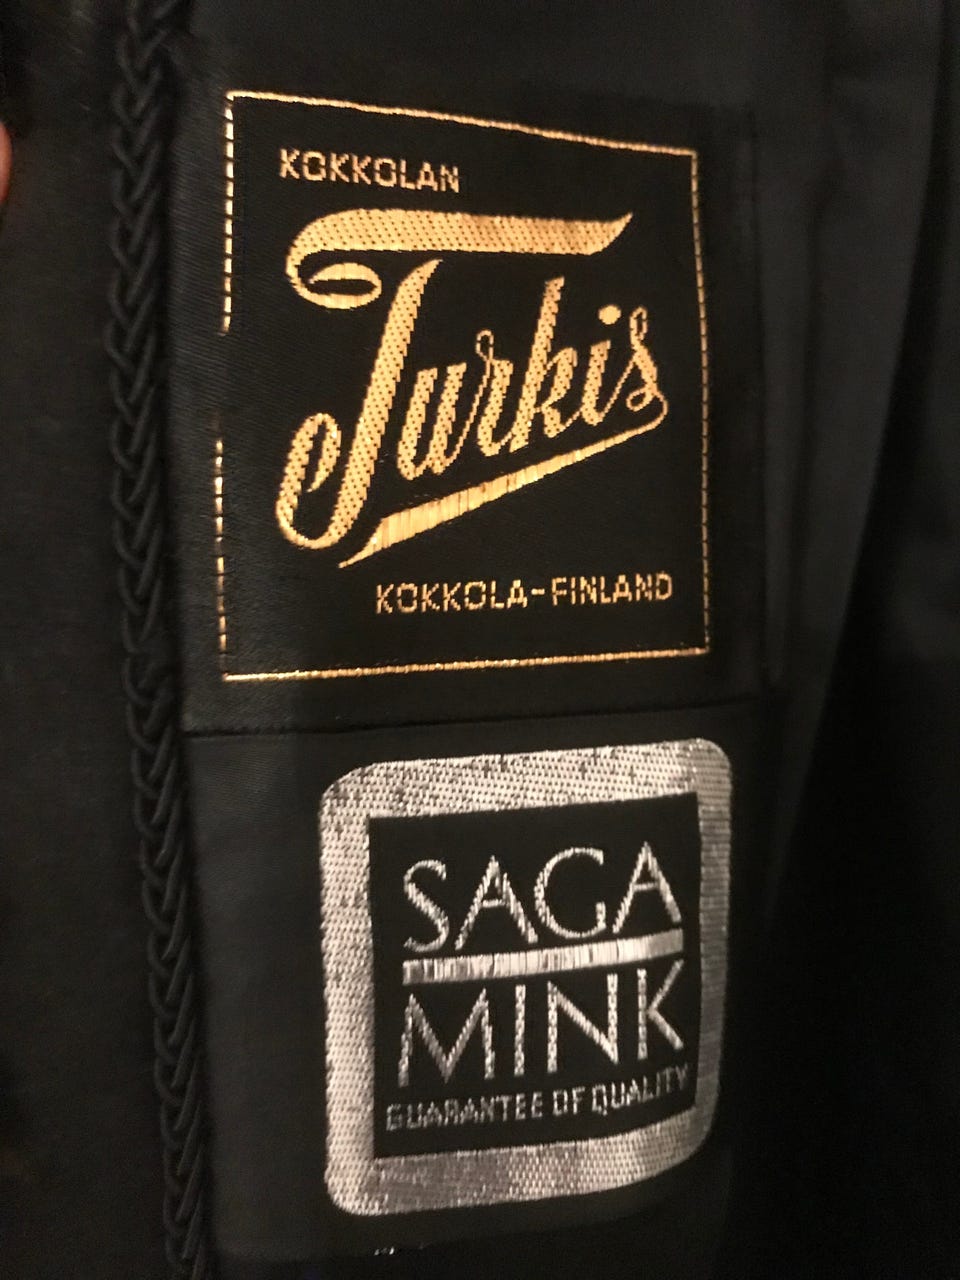 KOKKOLAN
Turkis
KOKKOLA-FINLAND
SAGA
MINK
GUARANTEE OF QUALITY